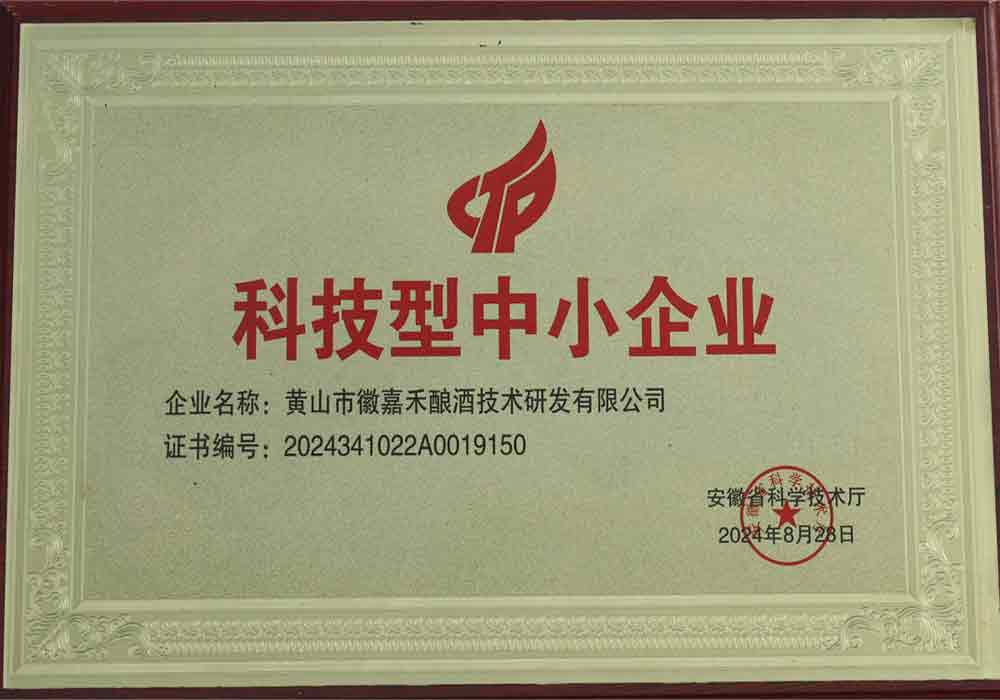 CTP
科技型中小企业
企业名称：黄山市徽嘉禾酿酒技术研发有限公司
证书编号：2024341022A0019150
安徽省科学技术厅
2024年8月28日